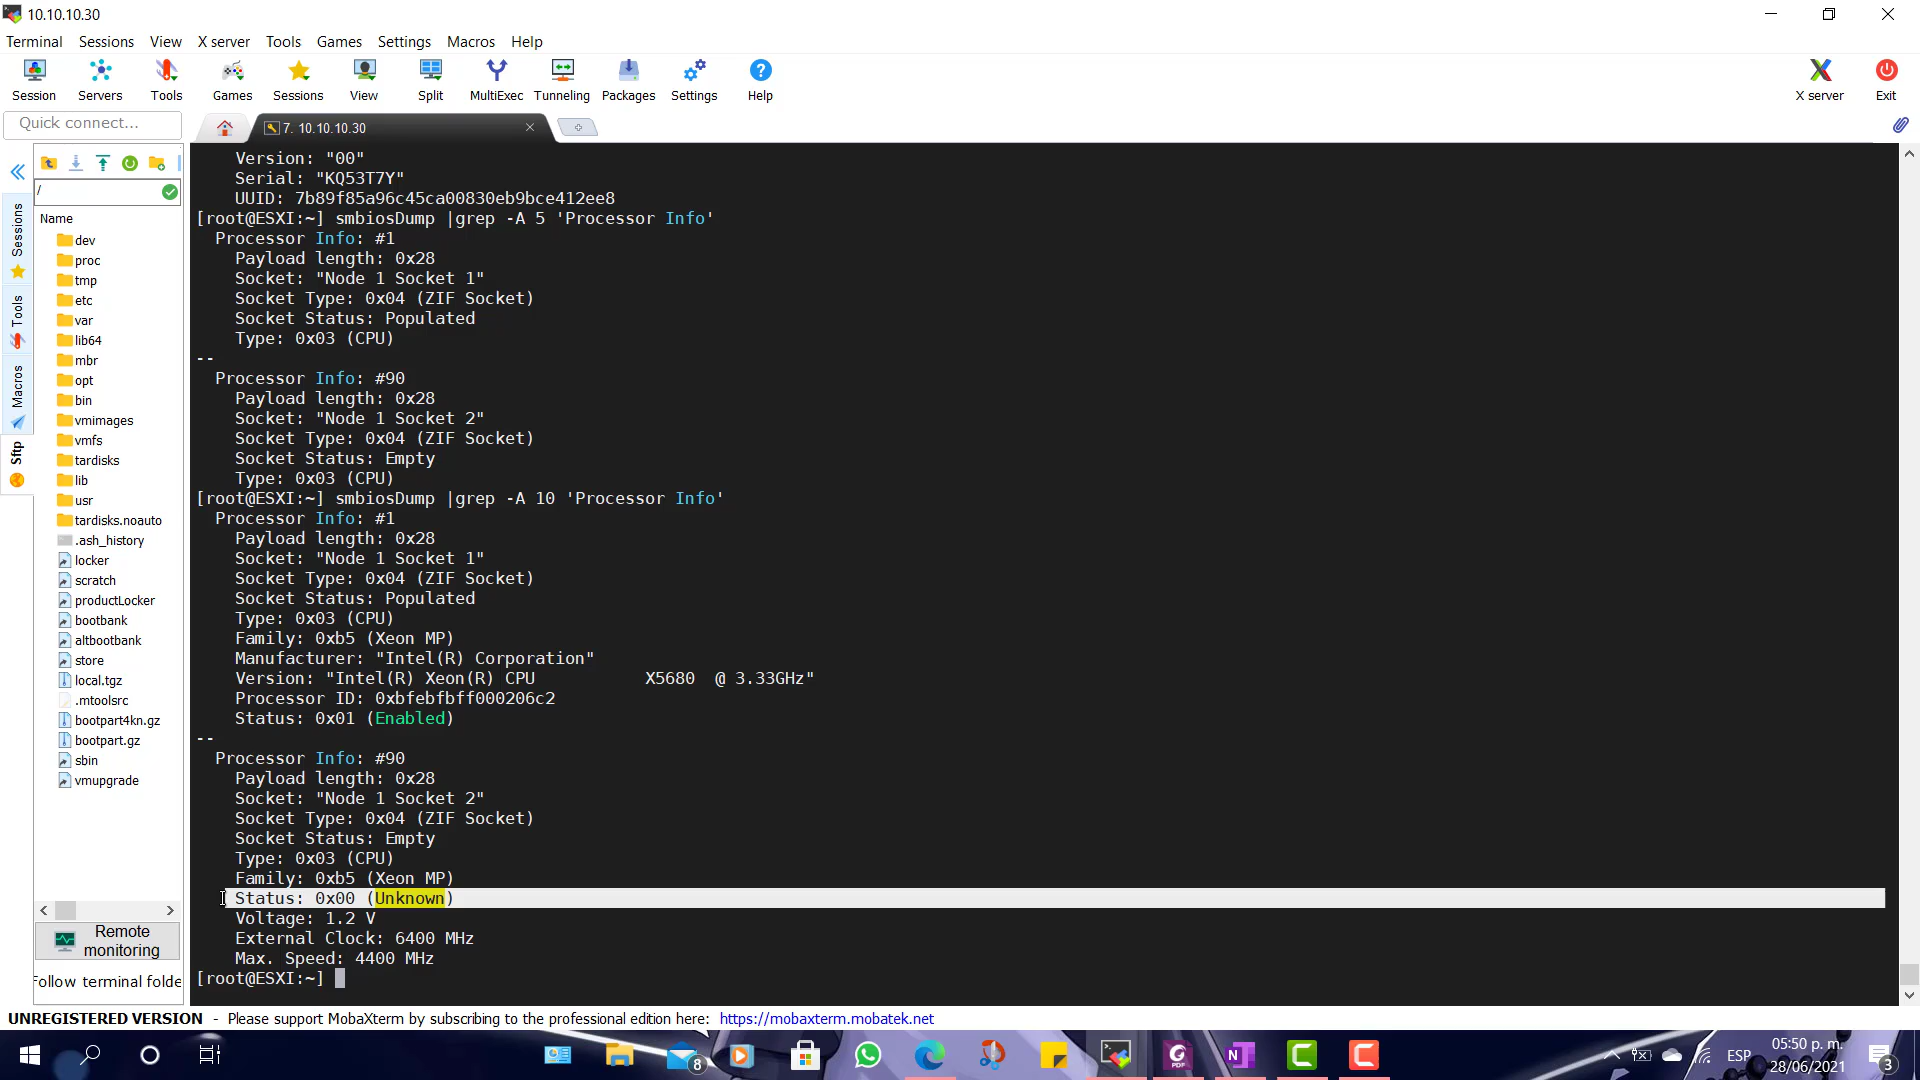 10.10.10.30
Terminal Sessions View X server Tools Games Settings Macros Help
Session Servers Tools Games Sessions View Split MultiExec Tunneling Packages Settings Help X server Exit
Quick connect...
7. 10.10.10.30
/
Name
dev
proc
tmp
etc
var
lib64
mbr
opt
bin
vmimages
vmfs
tardisks
lib
usr
tardisks.noauto
.ash_history
locker
scratch
productLocker
bootbank
altbootbank
store
local.tgz
.mtoolsrc
bootpart4kn.gz
bootpart.gz
sbin
vmupgrade
Sessions
Tools
Macros
Sftp
Remote
monitoring
Follow terminal folde
Version: "00"
Serial: "KQ53T7Y"
UUID: 7b89f85a96c45ca00830eb9bce412ee8
[root@ESXI:~] smbiosDump |grep -A 5 'Processor Info'
Processor Info: #1
Payload length: 0x28
Socket: "Node 1 Socket 1"
Socket Type: 0x04 (ZIF Socket)
Socket Status: Populated
Type: 0x03 (CPU)
--
Processor Info: #90
Payload length: 0x28
Socket: "Node 1 Socket 2"
Socket Type: 0x04 (ZIF Socket)
Socket Status: Empty
Type: 0x03 (CPU)
[root@ESXI:~] smbiosDump |grep -A 10 'Processor Info'
Processor Info: #1
Payload length: 0x28
Socket: "Node 1 Socket 1"
Socket Type: 0x04 (ZIF Socket)
Socket Status: Populated
Type: 0x03 (CPU)
Family: 0xb5 (Xeon MP)
Manufacturer: "Intel(R) Corporation"
Version: "Intel(R) Xeon(R) CPU           X5680  @ 3.33GHz"
Processor ID: 0xbfebfbff000206c2
Status: 0x01 (Enabled)
--
Processor Info: #90
Payload length: 0x28
Socket: "Node 1 Socket 2"
Socket Type: 0x04 (ZIF Socket)
Socket Status: Empty
Type: 0x03 (CPU)
Family: 0xb5 (Xeon MP)
Status: 0x00 (Unknown)
Voltage: 1.2 V
External Clock: 6400 MHz
Max. Speed: 4400 MHz
[root@ESXI:~]
UNREGISTERED VERSION - Please support MobaXterm by subscribing to the professional edition here: https://mobaxterm.mobatek.net
8
PDF
N
ESP
05:50 p. m.
28/06/2021
3